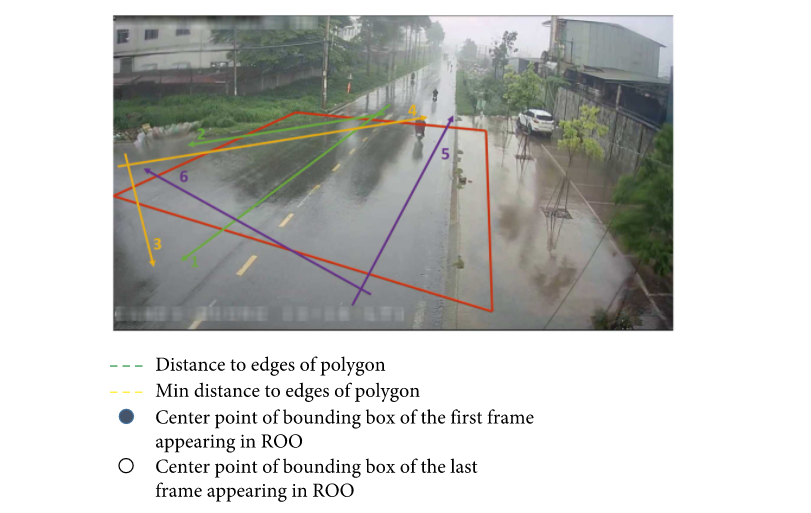 4
2
5
6
3
1
Distance to edges of polygon
Min distance to edges of polygon
Center point of bounding box of the first frame
appearing in ROO
Center point of bounding box of the last
frame appearing in ROO